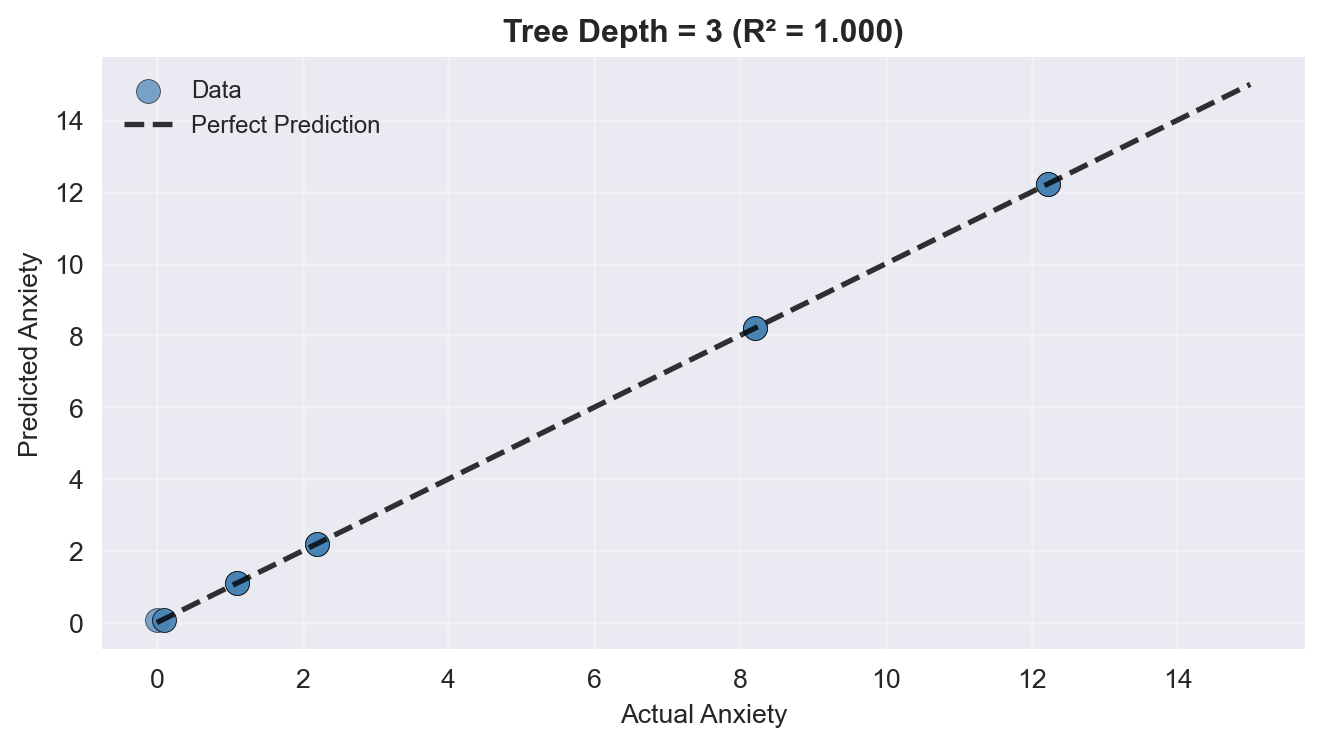 Tree Depth = 3 (R² = 1.000)
Data
Perfect Prediction
14
12
10
8
6
4
2
0
Predicted Anxiety
0 2 4 6 8 10 12 14
Actual Anxiety